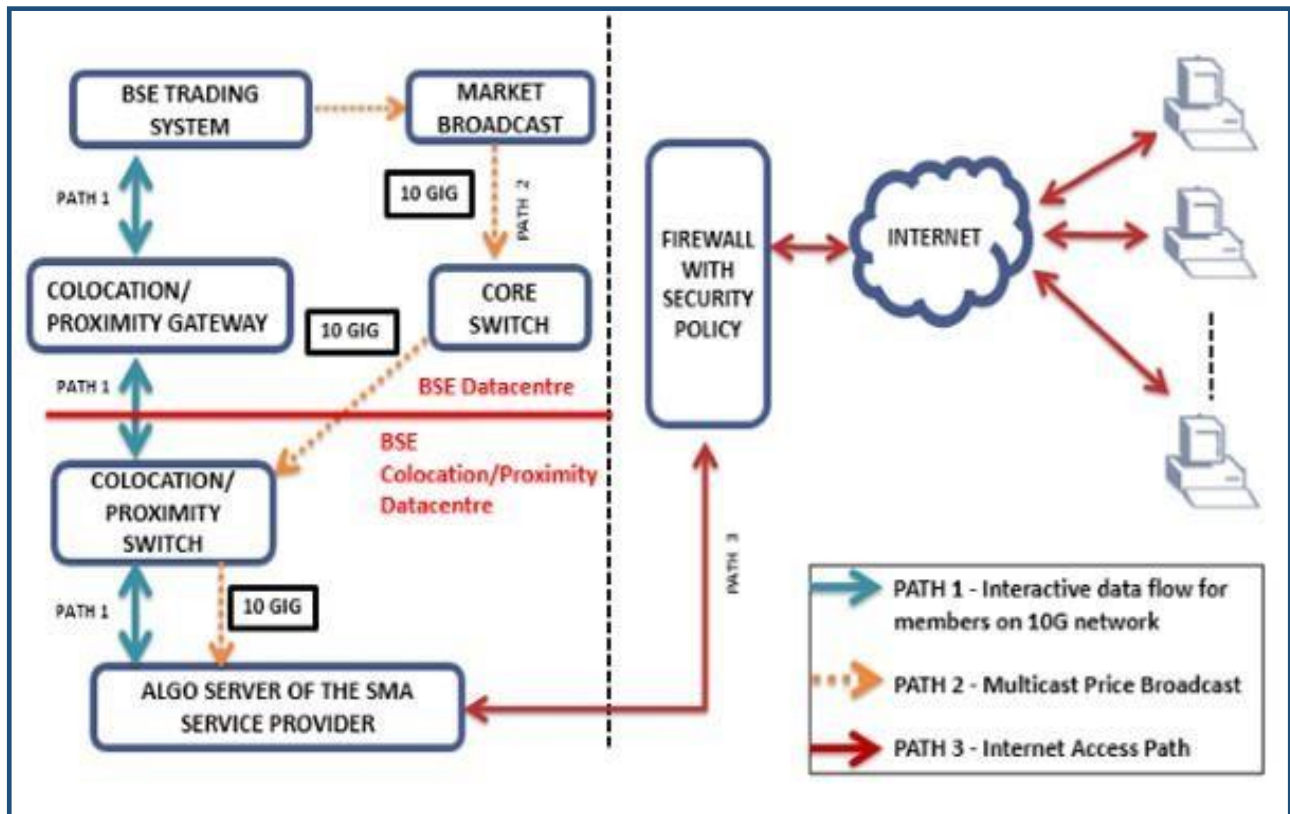 BSE TRADING
SYSTEM
MARKET
BROADCAST
PATH 1
10 GIG
PATH 2
COLOCATION/
PROXIMITY GATEWAY
10 GIG
CORE
SWITCH
PATH 1
BSE Datacentre
BSE
Colocation/Proximity
Datacentre
COLOCATION/
PROXIMITY
SWITCH
PATH 1
10 GIG
ALGO SERVER OF THE SMA
SERVICE PROVIDER
FIREWALL
WITH
SECURITY
POLICY
INTERNET
PATH 3
PATH 1 - Interactive data flow for
members on 10G network
PATH 2 - Multicast Price Broadcast
PATH 3 - Internet Access Path